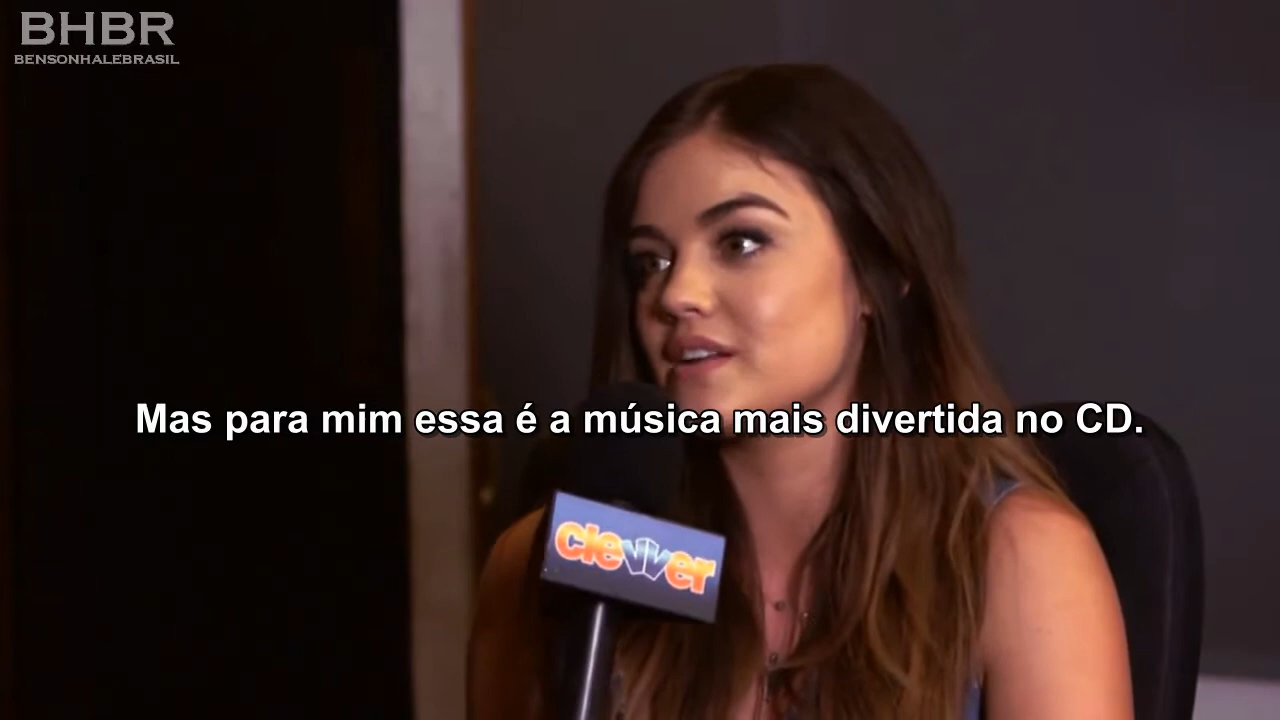 BHBR
BENSONHALEBRASIL
Mas para mim essa é a música mais divertida no CD.
clevver